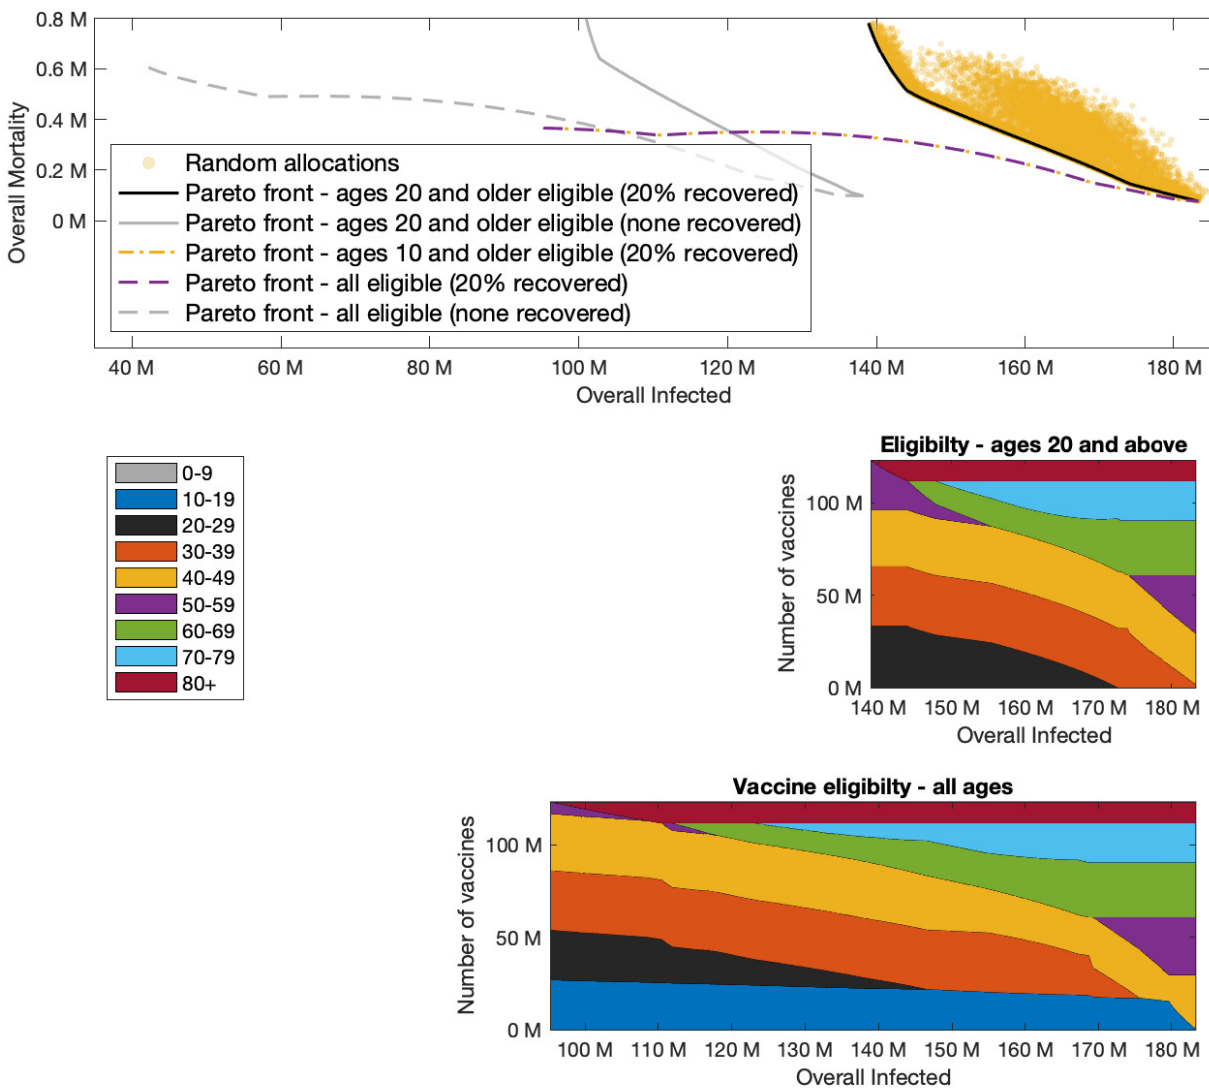 0.8 M
0.6 M
0.4 M
0.2 M
0 M
Overall Mortality
Random allocations
Pareto front - ages 20 and older eligible (20% recovered)
Pareto front - ages 20 and older eligible (none recovered)
Pareto front - ages 10 and older eligible (20% recovered)
Pareto front - all eligible (20% recovered)
Pareto front - all eligible (none recovered)
40 M 60 M 80 M 100 M 120 M 140 M 160 M 180 M
Overall Infected
0-9
10-19
20-29
30-39
40-49
50-59
60-69
70-79
80+
Eligibilty - ages 20 and above
Number of vaccines
100 M
50 M
0 M
140 M 150 M 160 M 170 M 180 M
Overall Infected
Vaccine eligibilty - all ages
Number of vaccines
100 M
50 M
0 M
100 M 110 M 120 M 130 M 140 M 150 M 160 M 170 M 180 M
Overall Infected